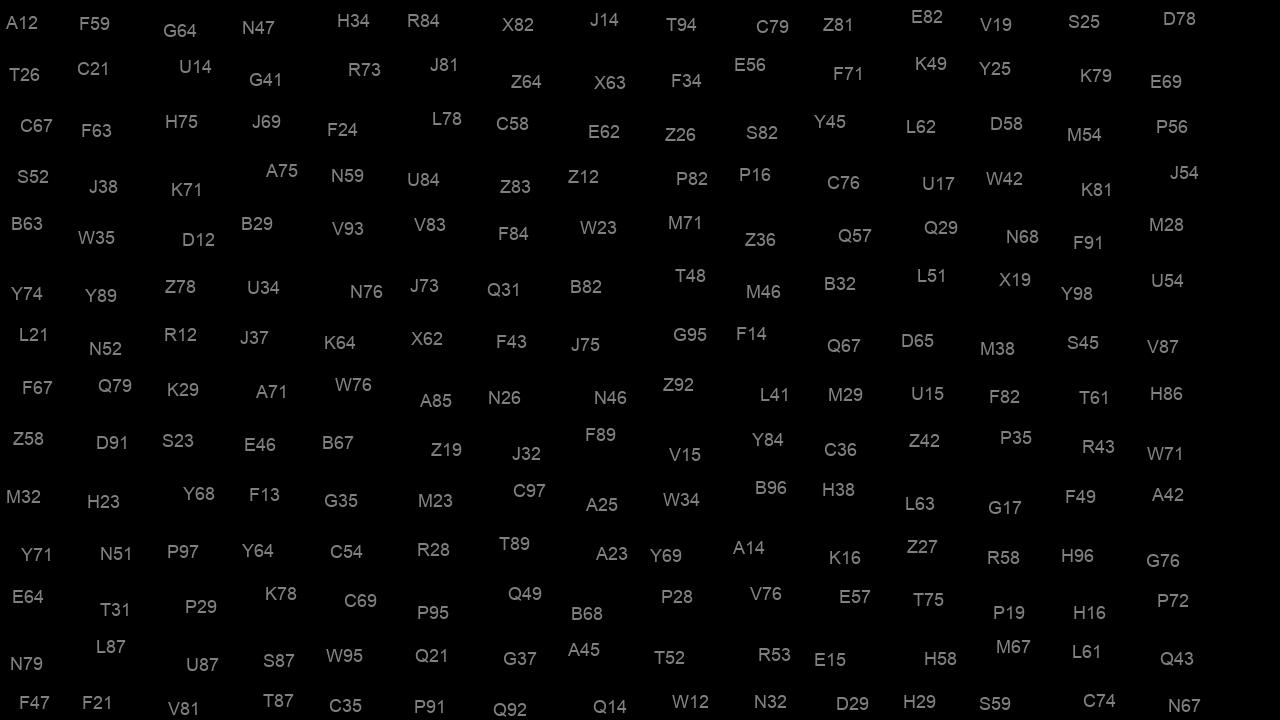 A12 F59 G64 N47 H34 R84 X82 J14 T94 C79 Z81 E82 V19 S25 D78
T26 C21 U14 G41 R73 J81 Z64 X63 F34 E56 F71 K49 Y25 K79 E69
C67 F63 H75 J69 F24 L78 C58 E62 Z26 S82 Y45 L62 D58 M54 P56
S52 J38 K71 A75 N59 U84 Z83 Z12 P82 P16 C76 U17 W42 K81 J54
B63 W35 D12 B29 V93 V83 F84 W23 M71 Z36 Q57 Q29 N68 F91 M28
Y74 Y89 Z78 U34 N76 J73 Q31 B82 T48 M46 B32 L51 X19 Y98 U54
L21 N52 R12 J37 K64 X62 F43 J75 G95 F14 Q67 D65 M38 S45 V87
F67 Q79 K29 A71 W76 A85 N26 N46 Z92 L41 M29 U15 F82 T61 H86
Z58 D91 S23 E46 B67 Z19 J32 F89 V15 Y84 C36 Z42 P35 R43 W71
M32 H23 Y68 F13 G35 M23 C97 A25 W34 B96 H38 L63 G17 F49 A42
Y71 N51 P97 Y64 C54 R28 T89 A23 Y69 A14 K16 Z27 R58 H96 G76
E64 T31 P29 K78 C69 P95 Q49 B68 P28 V76 E57 T75 P19 H16 P72
N79 L87 U87 S87 W95 Q21 G37 A45 T52 R53 E15 H58 M67 L61 Q43
F47 F21 V81 T87 C35 P91 Q92 Q14 W12 N32 D29 H29 S59 C74 N67